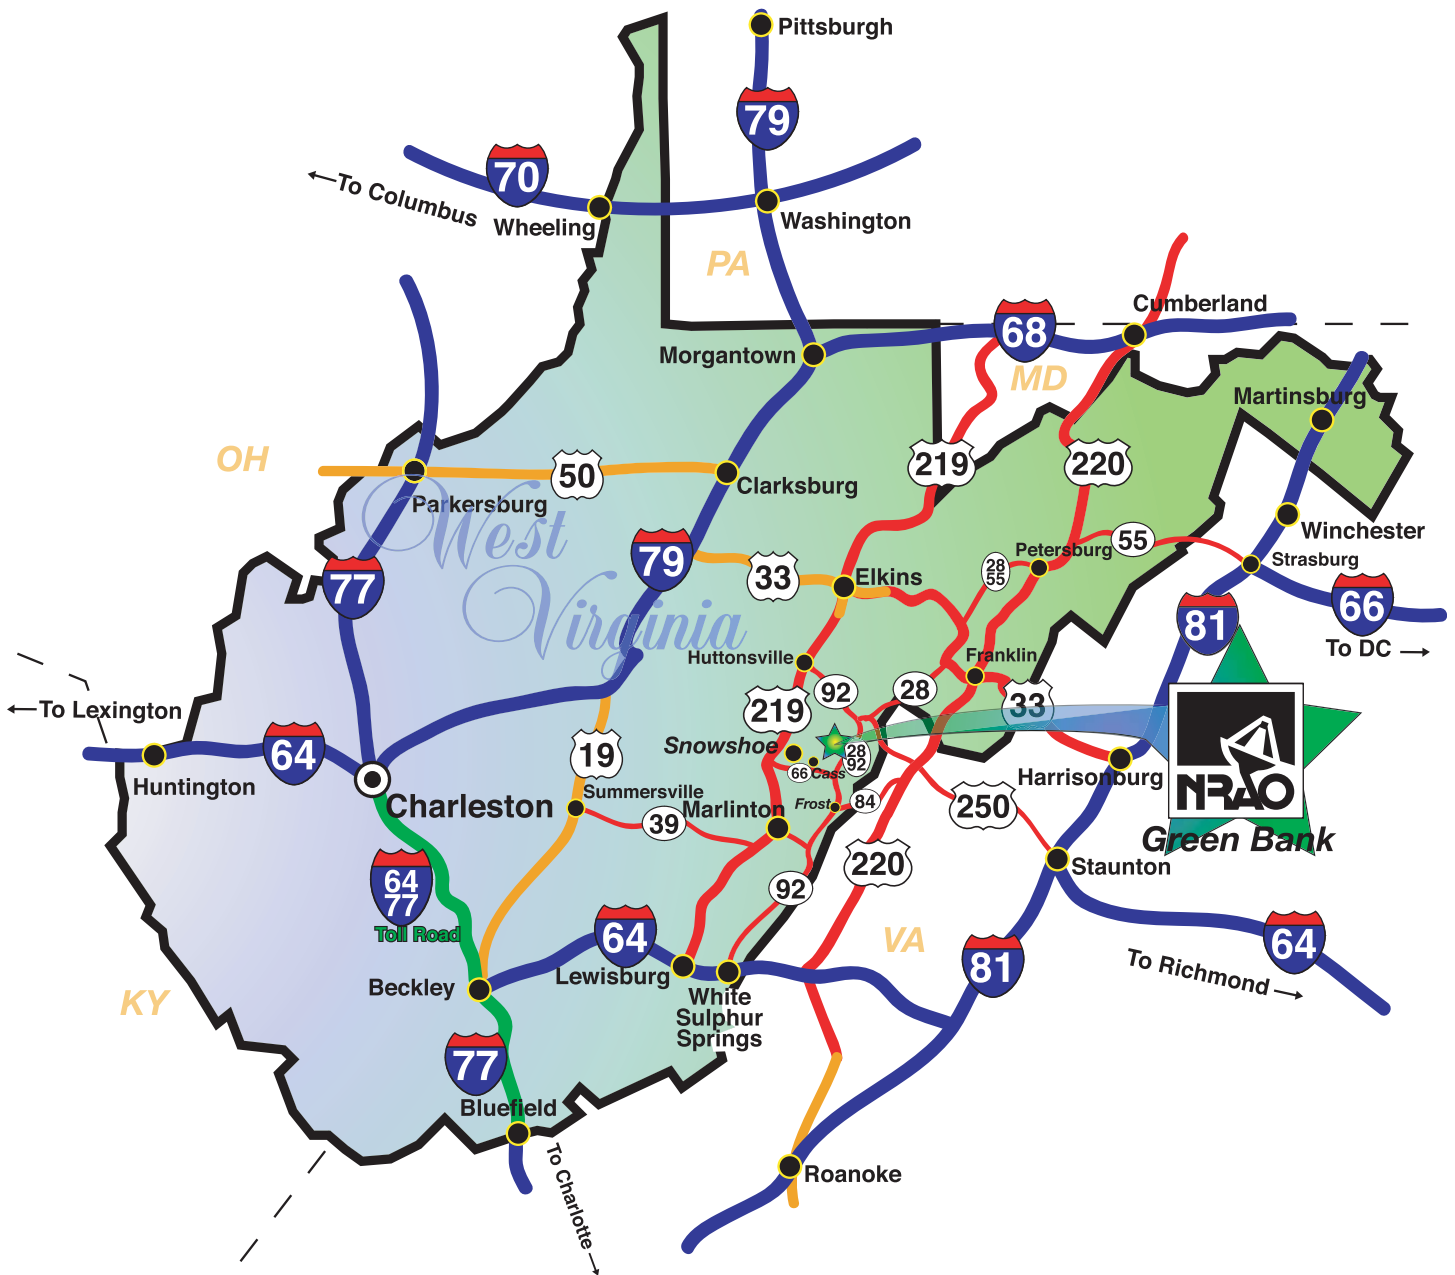 Pittsburgh
79
70
To Columbus
Wheeling
Washington
PA
Cumberland
68
Morgantown
MD
Martinsburg
OH
219
220
50
Clarksburg
Parkersburg
West
Virginia
Winchester
55
Petersburg
Strasburg
28
55
79
33
Elkins
77
66
To DC
81
Huttonsville
Franklin
92
28
33
219
To Lexington
64
Huntington
19
Snowshoe
28
92
66
Cass
Harrisonburg
NRAO
Green Bank
Charleston
Summersville
Marlinton
Frost
84
250
39
64
77
Toll Road
220
Staunton
92
64
Lewisburg
VA
81
64
To Richmond
Beckley
White
Sulphur
Springs
KY
77
Bluefield
To Charlotte
Roanoke